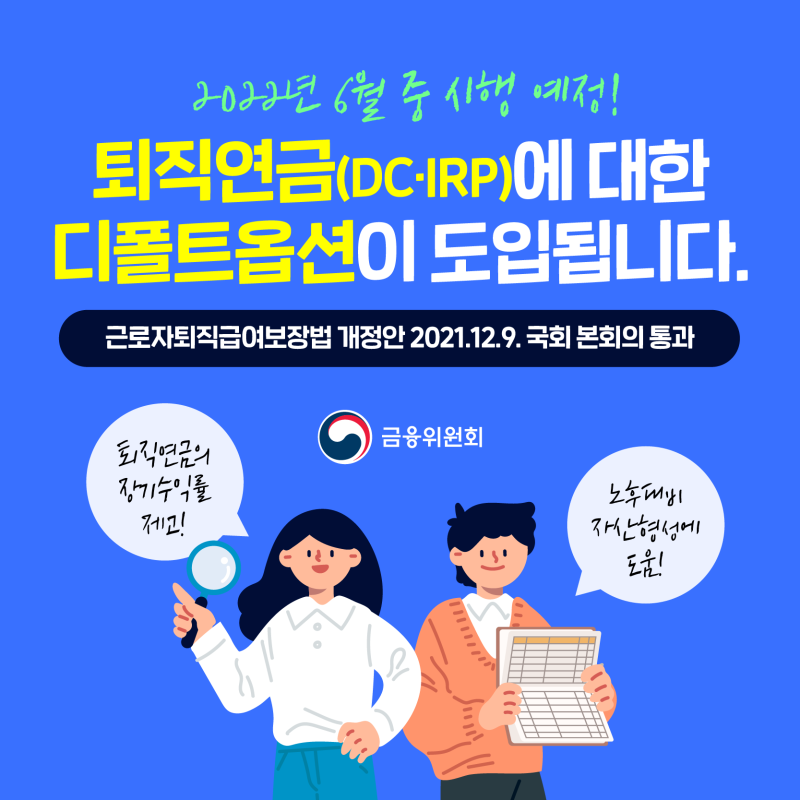 2022년 6월 중 시행 예정!
퇴직연금(DC·IRP)에 대한
디폴트옵션이 도입됩니다.
근로자퇴직급여보장법 개정안 2021.12.9. 국회 본회의 통과
금융위원회
퇴직연금의
장기수익률
제고!
노후대비
자산형성에
도움!